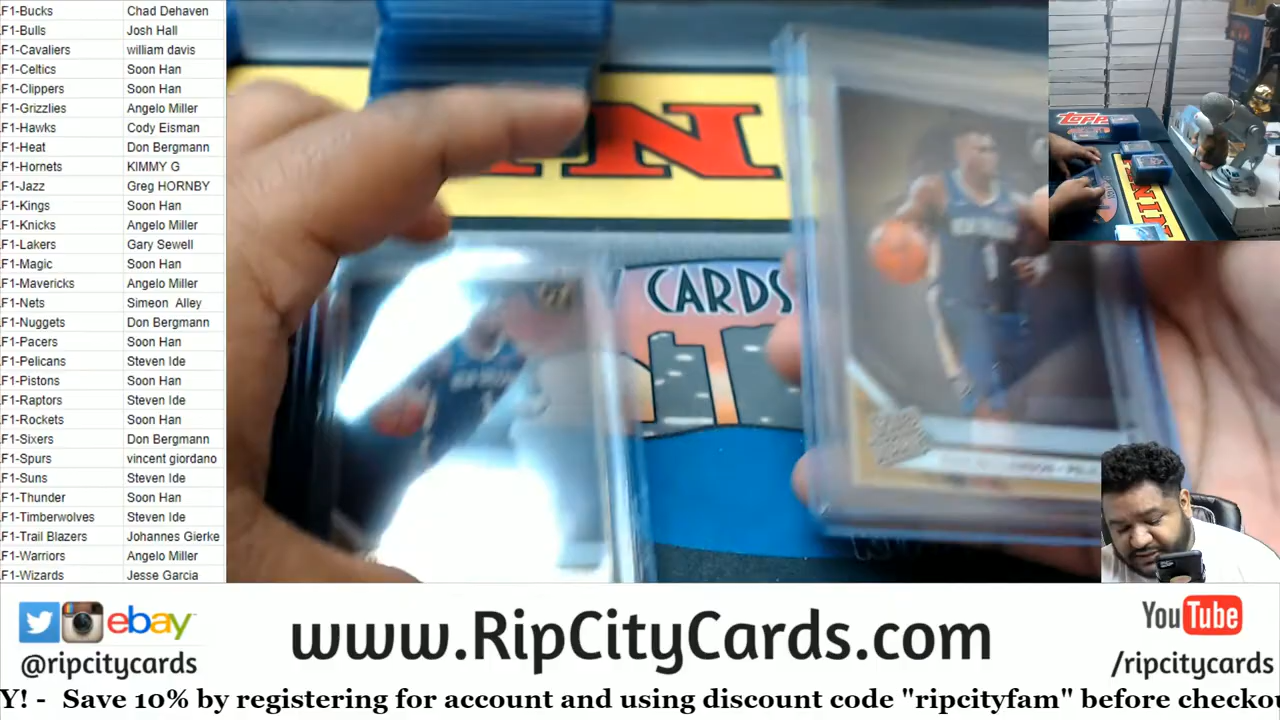 .F1-Bucks Chad Dehaven
.F1-Bulls Josh Hall
.F1-Cavaliers william davis
.F1-Celtics Soon Han
.F1-Clippers Soon Han
.F1-Grizzlies Angelo Miller
.F1-Hawks Cody Eisman
.F1-Heat Don Bergmann
.F1-Hornets KIMMY G
.F1-Jazz Greg HORNBY
.F1-Kings Soon Han
.F1-Knicks Angelo Miller
.F1-Lakers Gary Sewell
.F1-Magic Soon Han
.F1-Mavericks Angelo Miller
.F1-Nets Simeon Alley
.F1-Nuggets Don Bergmann
.F1-Pacers Soon Han
.F1-Pelicans Steven Ide
.F1-Pistons Soon Han
.F1-Raptors Steven Ide
.F1-Rockets Soon Han
.F1-Sixers Don Bergmann
.F1-Spurs vincent giordano
.F1-Suns Steven Ide
.F1-Thunder Soon Han
.F1-Timberwolves Steven Ide
.F1-Trail Blazers Johannes Gierke
.F1-Warriors Angelo Miller
.F1-Wizards Jesse Garcia
CARDS
TOPPS
ebay
@ripcitycards
www.RipCityCards.com
YouTube
/ripcitycards
Y! - Save 10% by registering for account and using discount code "ripcityfam" before checkou